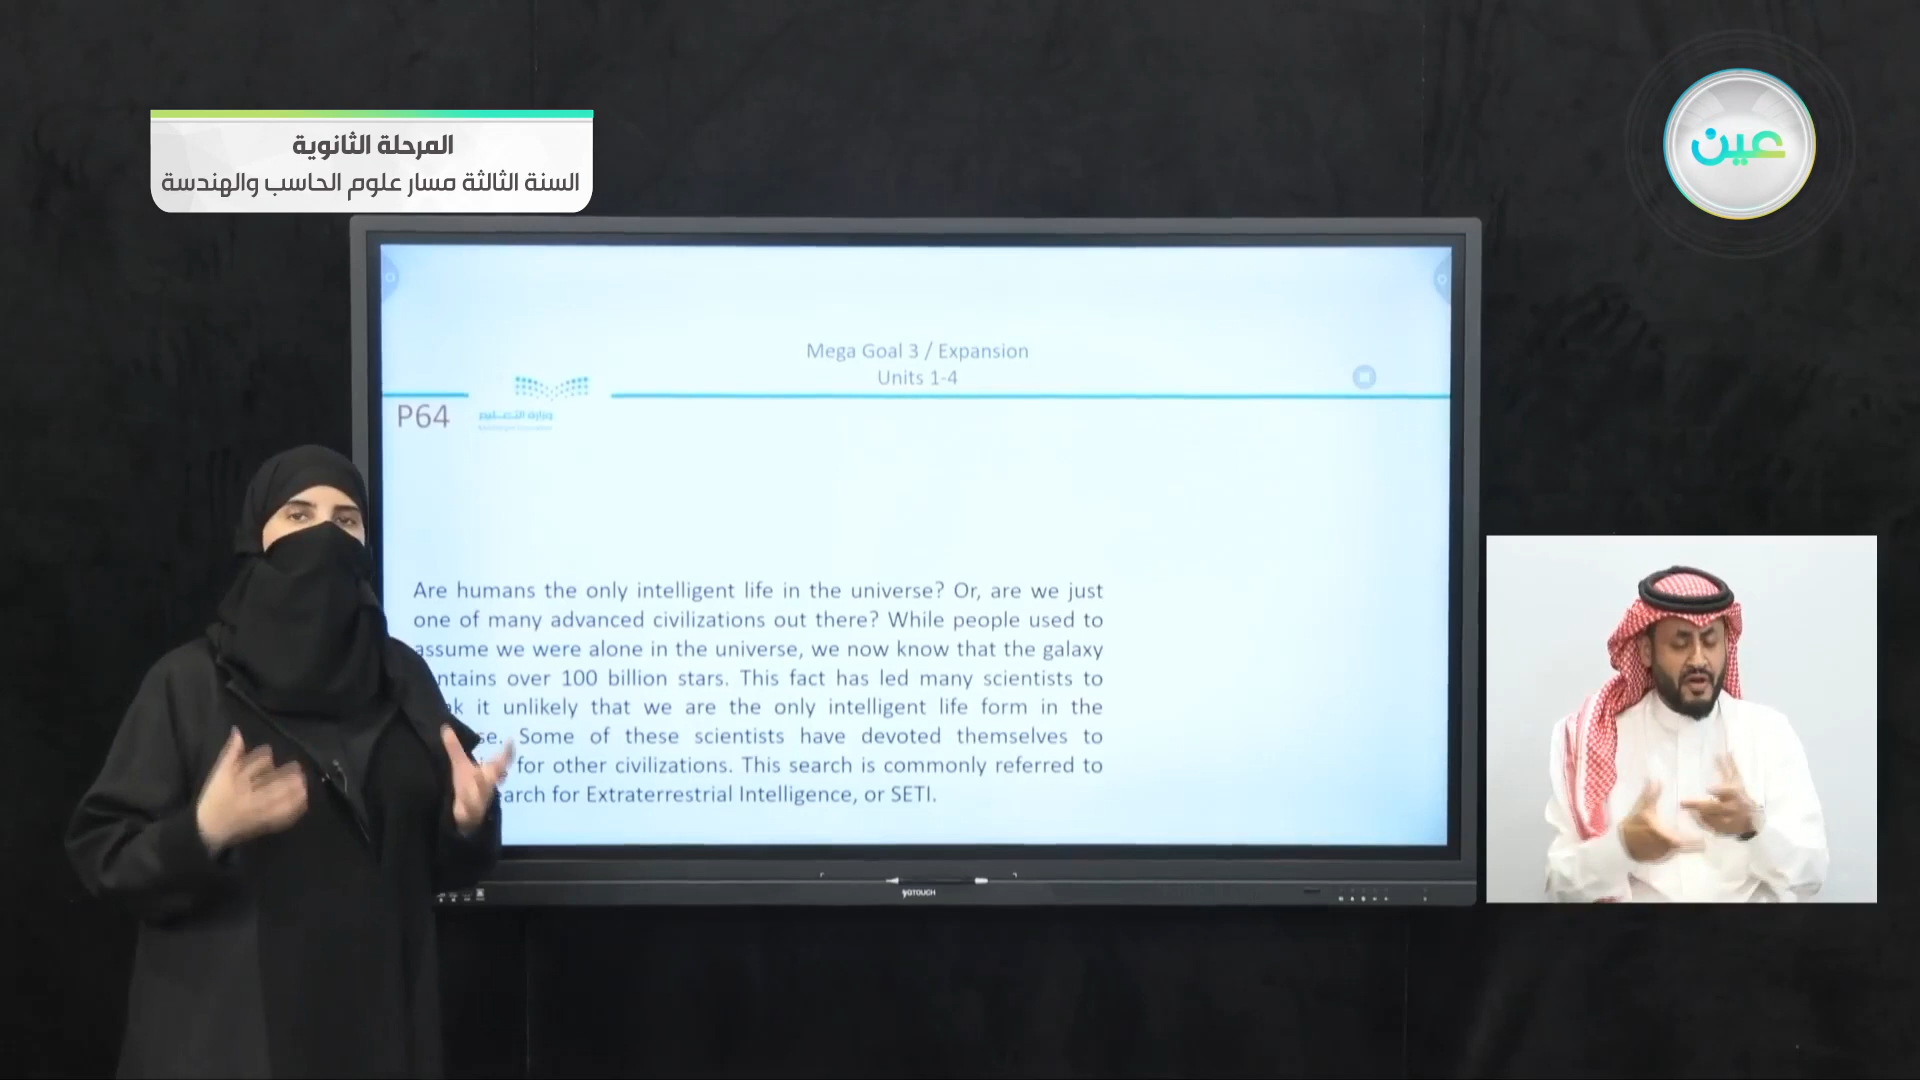 المرحلة الثانوية
السنة الثالثة مسار علوم الحاسب والهندسة
عين
Mega Goal 3 / Expansion
Units 1-4
P64
وزارة التعليم
Are humans the only intelligent life in the universe? Or, are we just
one of many advanced civilizations out there? While people used to
assume we were alone in the universe, we now know that the galaxy
ntains over 100 billion stars. This fact has led many scientists to
k it unlikely that we are the only intelligent life form in the
se. Some of these scientists have devoted themselves to
for other civilizations. This search is commonly referred to
arch for Extraterrestrial Intelligence, or SETI.
YOTOUCH